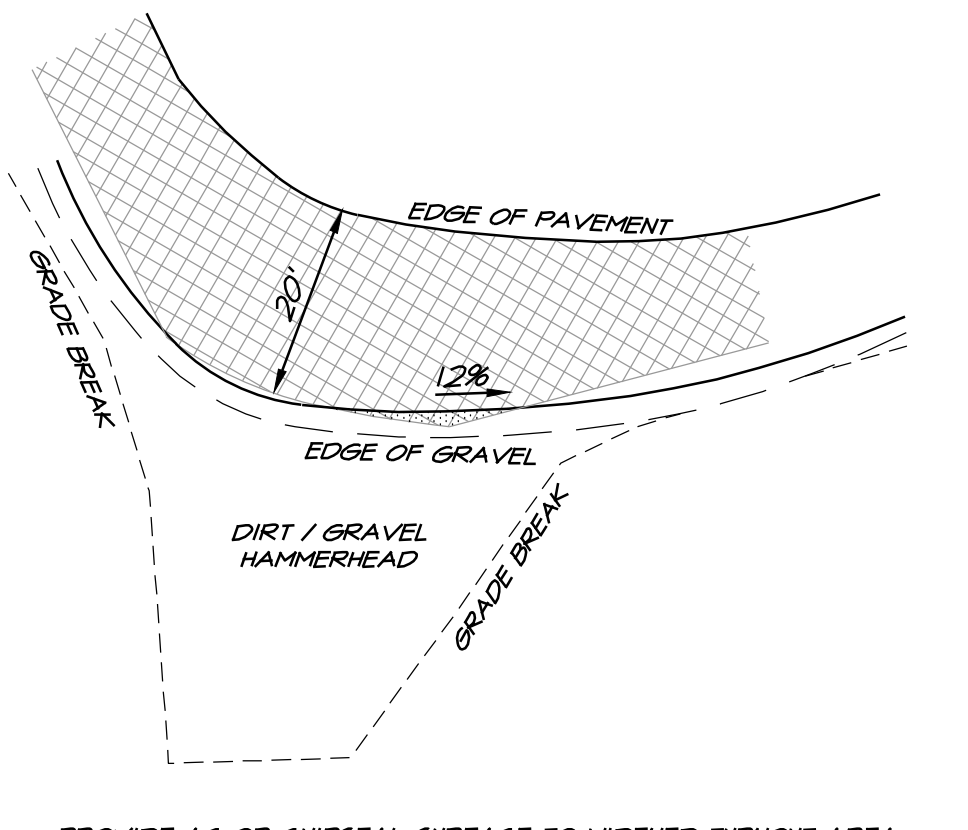 EDGE OF PAVEMENT
GRADE BREAK
20'
12%
EDGE OF GRAVEL
DIRT / GRAVEL
HAMMERHEAD
GRADE BREAK